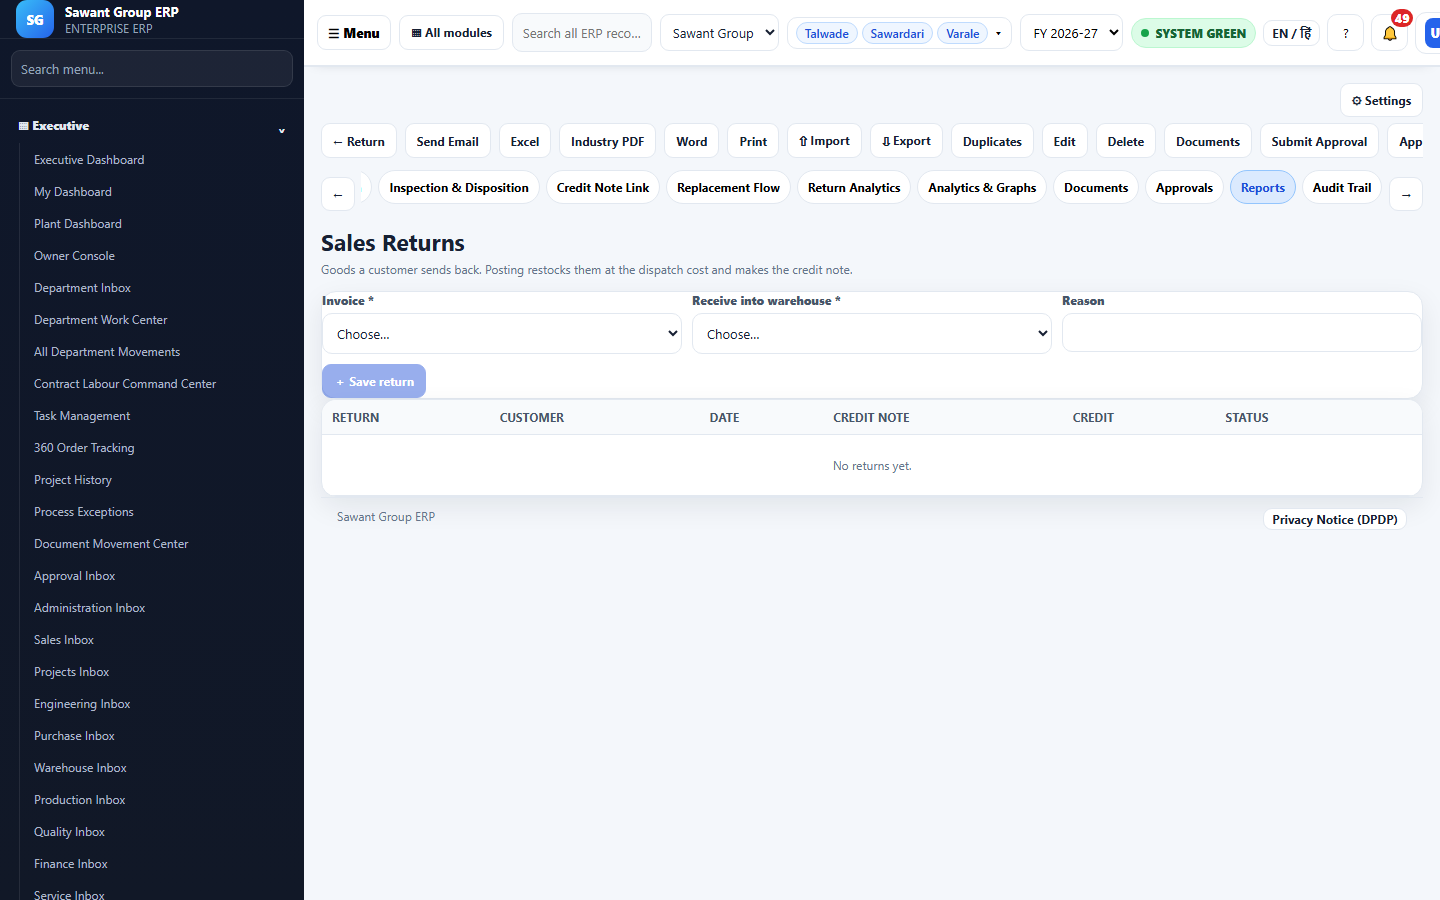 SG
Sawant Group ERP
ENTERPRISE ERP
Search menu...
Executive
Executive Dashboard
My Dashboard
Plant Dashboard
Owner Console
Department Inbox
Department Work Center
All Department Movements
Contract Labour Command Center
Task Management
360 Order Tracking
Project History
Process Exceptions
Document Movement Center
Approval Inbox
Administration Inbox
Sales Inbox
Projects Inbox
Engineering Inbox
Purchase Inbox
Warehouse Inbox
Production Inbox
Quality Inbox
Finance Inbox
Service Inbox
☰ Menu
All modules
Search all ERP reco...
Sawant Group
Talwade
Sawardari
Varale
FY 2026-27
SYSTEM GREEN
EN / हिं
?
49
U
Settings
← Return
Send Email
Excel
Industry PDF
Word
Print
⇧ Import
⇩ Export
Duplicates
Edit
Delete
Documents
Submit Approval
App
←
Inspection & Disposition
Credit Note Link
Replacement Flow
Return Analytics
Analytics & Graphs
Documents
Approvals
Reports
Audit Trail
→
Sales Returns
Goods a customer sends back. Posting restocks them at the dispatch cost and makes the credit note.
Invoice *
Receive into warehouse *
Reason
Choose...
Choose...
+ Save return
RETURN
CUSTOMER
DATE
CREDIT NOTE
CREDIT
STATUS
No returns yet.
Sawant Group ERP
Privacy Notice (DPDP)